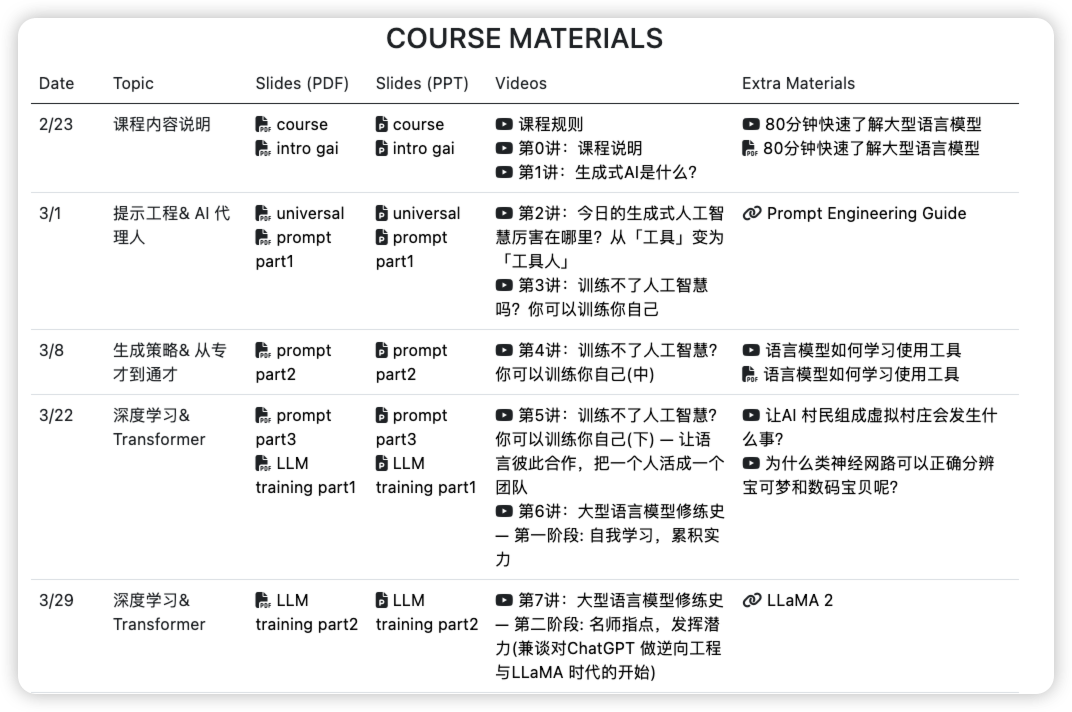 COURSE MATERIALS
Date Topic Slides (PDF) Slides (PPT) Videos Extra Materials
2/23 课程内容说明 course course 课程规则 80分钟快速了解大型语言模型
intro gai intro gai 第0讲：课程说明 80分钟快速了解大型语言模型
第1讲：生成式AI是什么?
3/1 提示工程& AI 代 universal universal 第2讲：今日的生成式人工智 Prompt Engineering Guide
理人 prompt prompt 慧厉害在哪里？从「工具」变为
part1 part1 「工具人」
第3讲：训练不了人工智慧
吗？你可以训练你自己
3/8 生成策略& 从专 prompt prompt 第4讲：训练不了人工智慧？ 语言模型如何学习使用工具
才到通才 part2 part2 你可以训练你自己(中) 语言模型如何学习使用工具
3/22 深度学习& prompt prompt 第5讲：训练不了人工智慧？ 让AI 村民组成虚拟村庄会发生什
Transformer part3 part3 你可以训练你自己(下) — 让语 么事?
LLM LLM 言彼此合作，把一个人活成一个 为什么类神经网路可以正确分辨
training part1 training part1 团队 宝可梦和数码宝贝呢?
第6讲：大型语言模型修练史
— 第一阶段: 自我学习，累积实
力
3/29 深度学习& LLM LLM 第7讲：大型语言模型修练史 LLaMA 2
Transformer training part2 training part2 — 第二阶段: 名师指点，发挥潜
力(兼谈对ChatGPT 做逆向工程
与LLaMA 时代的开始)